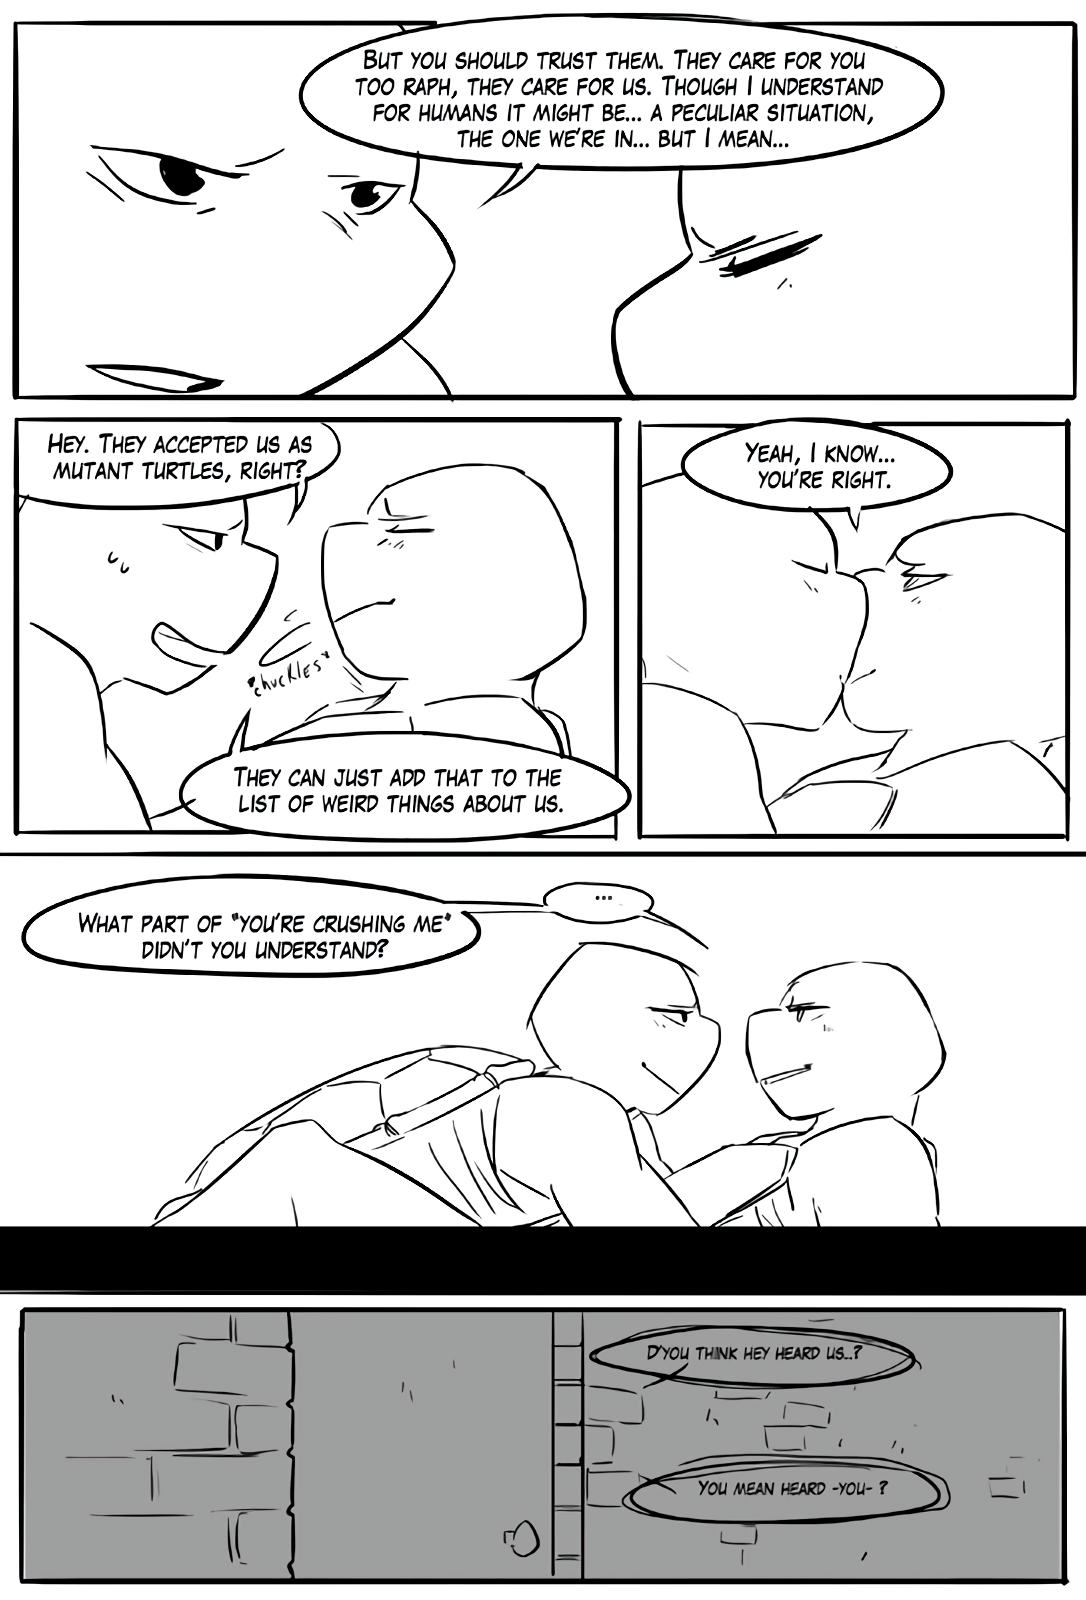 But you should trust them. They care for you
too Raph, they care for us. Though I understand
for humans it might be... a peculiar situation,
the one we're in... but I mean...
Hey. They accepted us as
mutant turtles, right?
*chuckles*
They can just add that to the
list of weird things about us.
Yeah, I know...
you're right.
What part of "you're crushing me"
didn't you understand?
...
D'you think hey heard us..?
You mean heard -you- ?